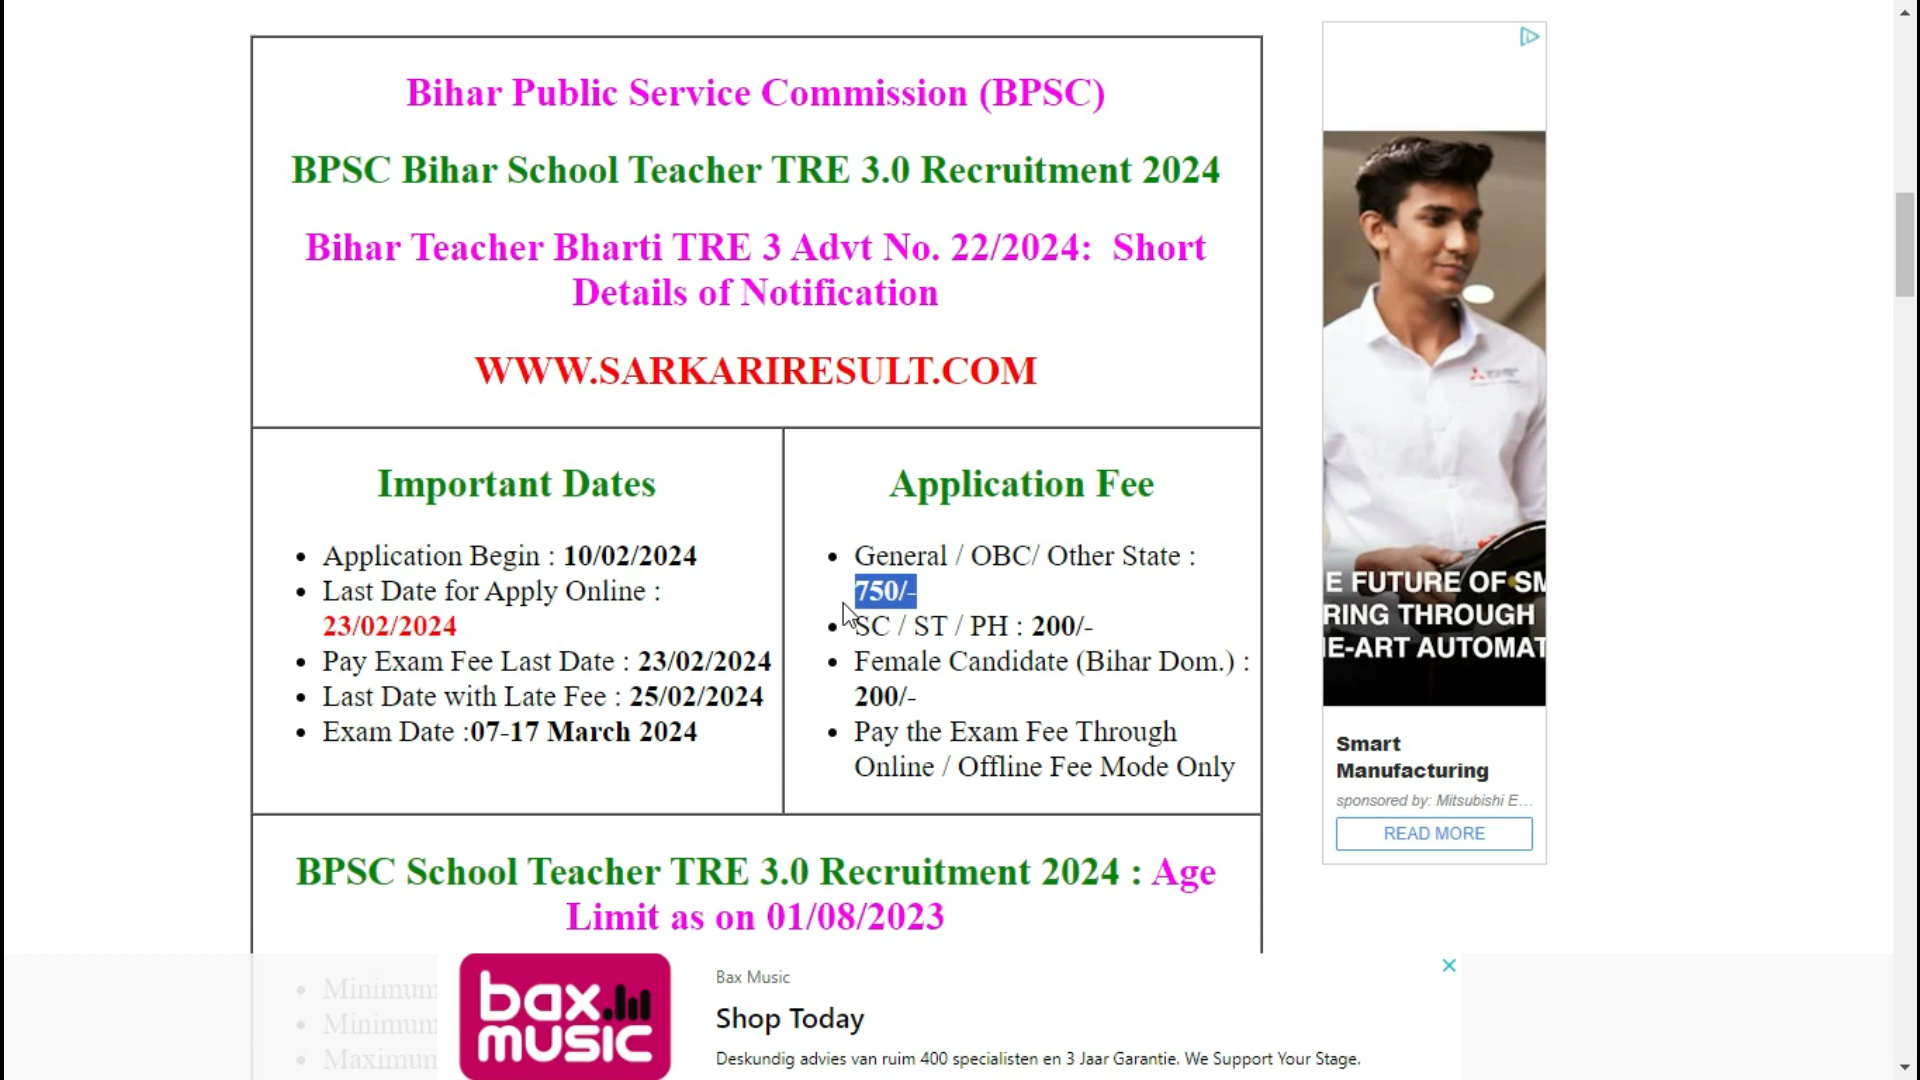 Bihar Public Service Commission (BPSC)
BPSC Bihar School Teacher TRE 3.0 Recruitment 2024
Bihar Teacher Bharti TRE 3 Advt No. 22/2024:  Short
Details of Notification
WWW.SARKARIRESULT.COM
Important Dates
• Application Begin : 10/02/2024
• Last Date for Apply Online :
23/02/2024
• Pay Exam Fee Last Date : 23/02/2024
• Last Date with Late Fee : 25/02/2024
• Exam Date :07-17 March 2024
Application Fee
• General / OBC/ Other State :
750/-
• SC / ST / PH : 200/-
• Female Candidate (Bihar Dom.) :
200/-
• Pay the Exam Fee Through
Online / Offline Fee Mode Only
BPSC School Teacher TRE 3.0 Recruitment 2024 : Age
Limit as on 01/08/2023
• Minimum
• Minimum
• Maximum
E FUTURE OF SM
RING THROUGH
IE-ART AUTOMAT
Smart
Manufacturing
sponsored by: Mitsubishi E...
READ MORE
bax
music
Bax Music
Shop Today
Deskundig advies van ruim 400 specialisten en 3 Jaar Garantie. We Support Your Stage.